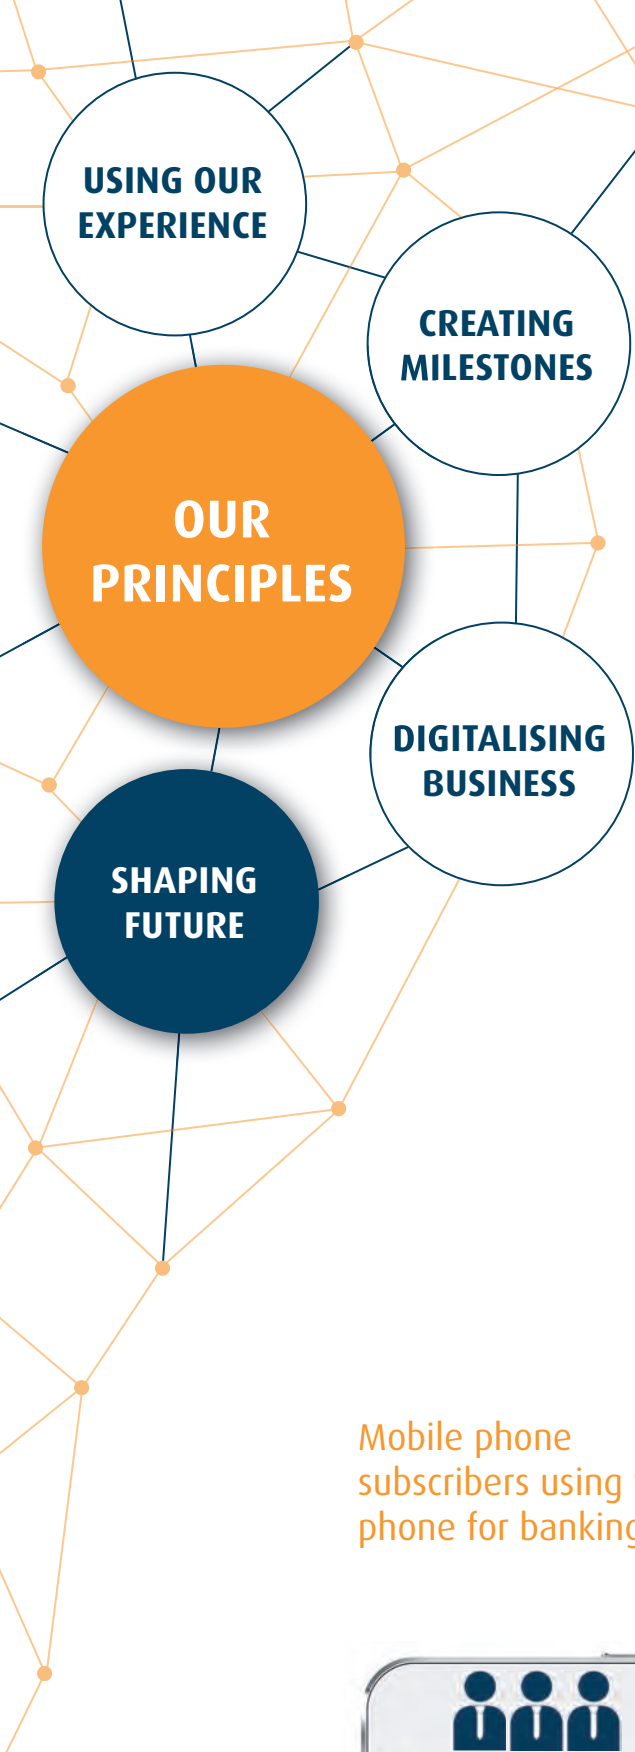 USING OUR
EXPERIENCE
CREATING
MILESTONES
OUR
PRINCIPLES
DIGITALISING
BUSINESS
SHAPING
FUTURE
Mobile phone
subscribers using
phone for banking